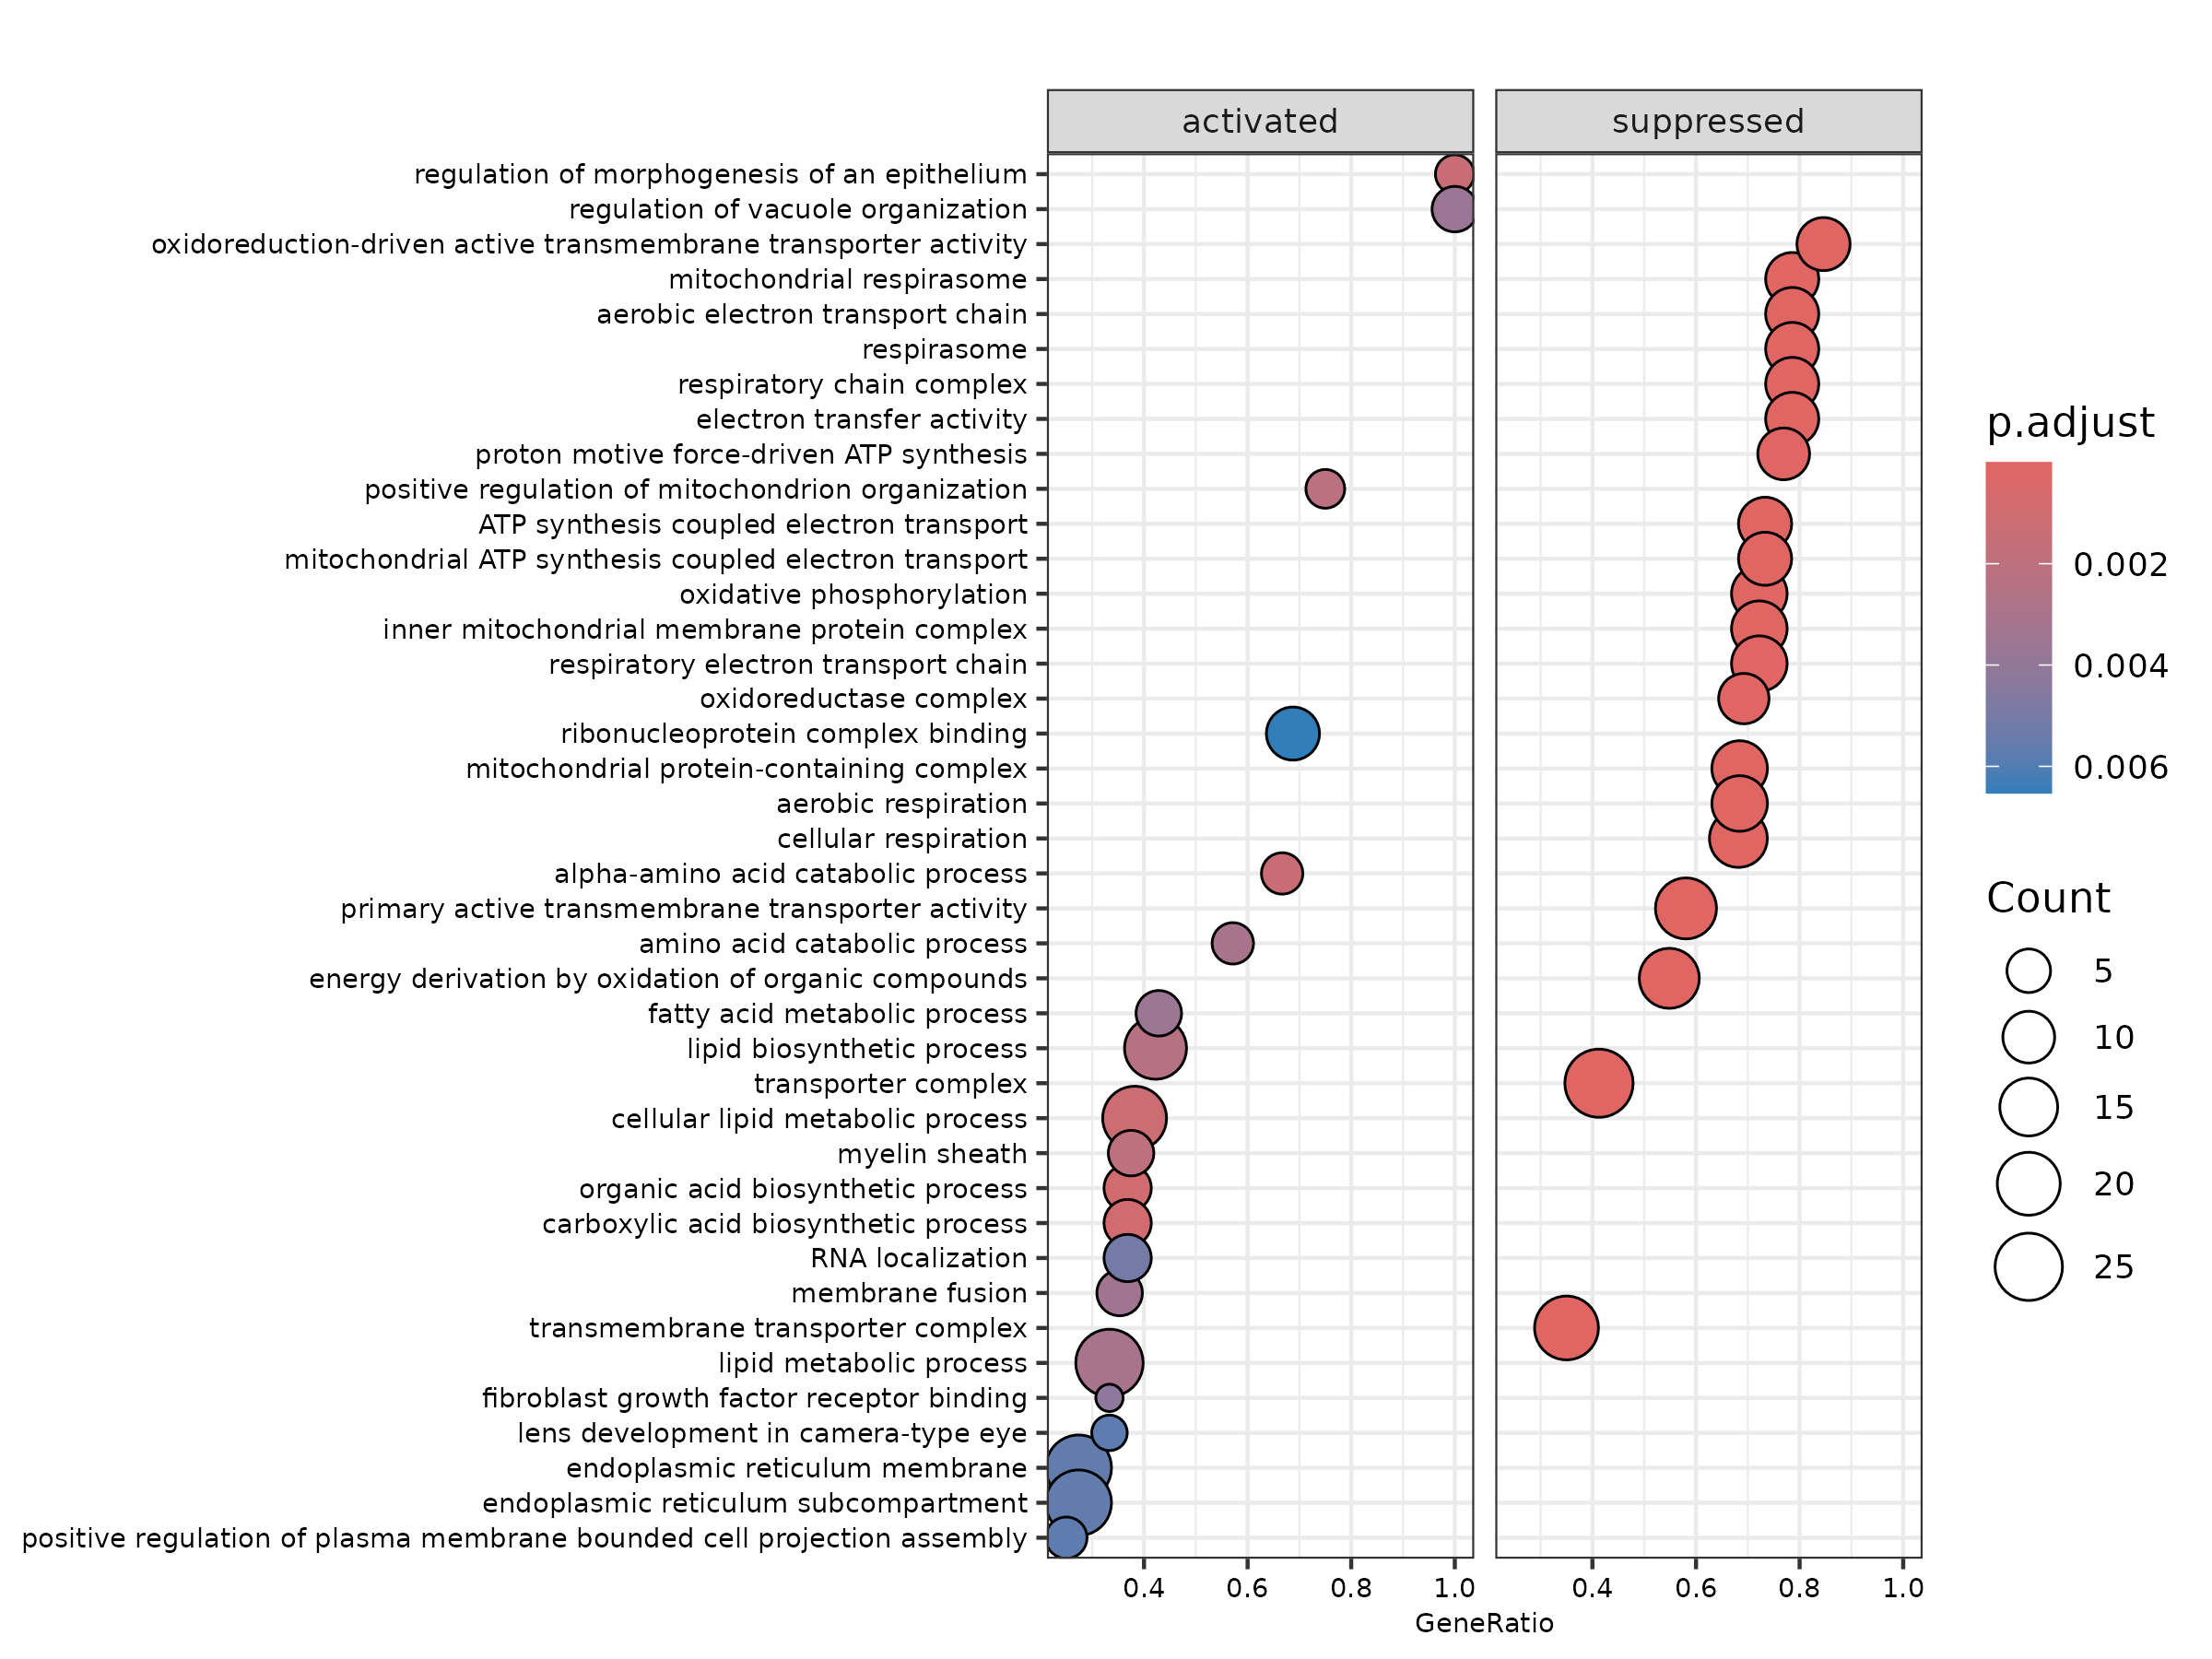 activated
suppressed
regulation of morphogenesis of an epithelium
regulation of vacuole organization
oxidoreduction-driven active transmembrane transporter activity
mitochondrial respirasome
aerobic electron transport chain
respirasome
respiratory chain complex
electron transfer activity
proton motive force-driven ATP synthesis
positive regulation of mitochondrion organization
ATP synthesis coupled electron transport
mitochondrial ATP synthesis coupled electron transport
oxidative phosphorylation
inner mitochondrial membrane protein complex
respiratory electron transport chain
oxidoreductase complex
ribonucleoprotein complex binding
mitochondrial protein-containing complex
aerobic respiration
cellular respiration
alpha-amino acid catabolic process
primary active transmembrane transporter activity
amino acid catabolic process
energy derivation by oxidation of organic compounds
fatty acid metabolic process
lipid biosynthetic process
transporter complex
cellular lipid metabolic process
myelin sheath
organic acid biosynthetic process
carboxylic acid biosynthetic process
RNA localization
membrane fusion
transmembrane transporter complex
lipid metabolic process
fibroblast growth factor receptor binding
lens development in camera-type eye
endoplasmic reticulum membrane
endoplasmic reticulum subcompartment
positive regulation of plasma membrane bounded cell projection assembly
0.4 0.6 0.8 1.0
0.4 0.6 0.8 1.0
GeneRatio
p.adjust
0.002
0.004
0.006
Count
5
10
15
20
25